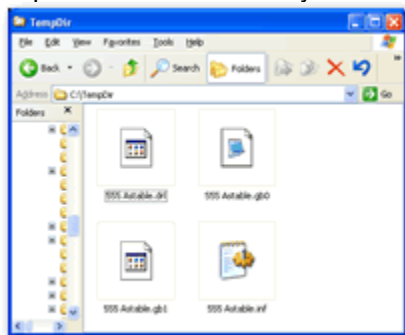 TempDir
File Edit View Favorites Tools Help
Back Search Folders
Address C:\TempDir Go
Folders
555 Astable.drl 555 Astable.gb0
555 Astable.gb1 555 Astable.inf